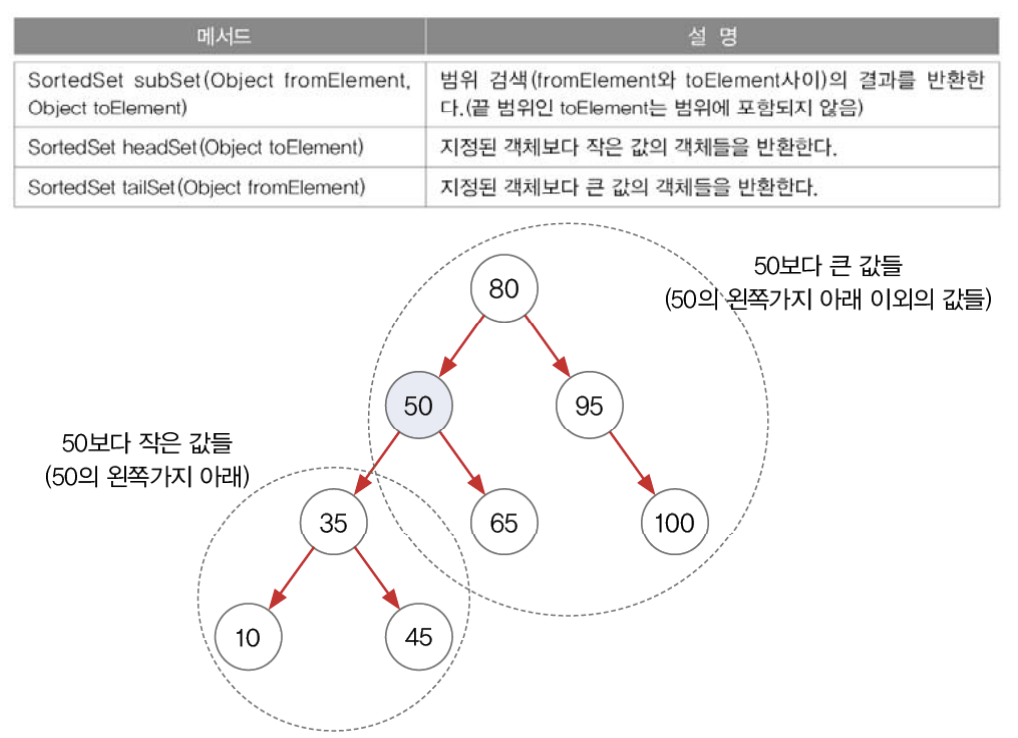 메서드
설 명
SortedSet subSet(Object fromElement,
Object toElement)
범위 검색(fromElement와 toElement사이)의 결과를 반환한
다.(끝 범위인 toElement는 범위에 포함되지 않음)
SortedSet headSet(Object toElement)
지정된 객체보다 작은 값의 객체들을 반환한다.
SortedSet tailSet(Object fromElement)
지정된 객체보다 큰 값의 객체들을 반환한다.
50보다 큰 값들
(50의 왼쪽가지 아래 이외의 값들)
80
50
95
50보다 작은 값들
(50의 왼쪽가지 아래)
35
65
100
10
45